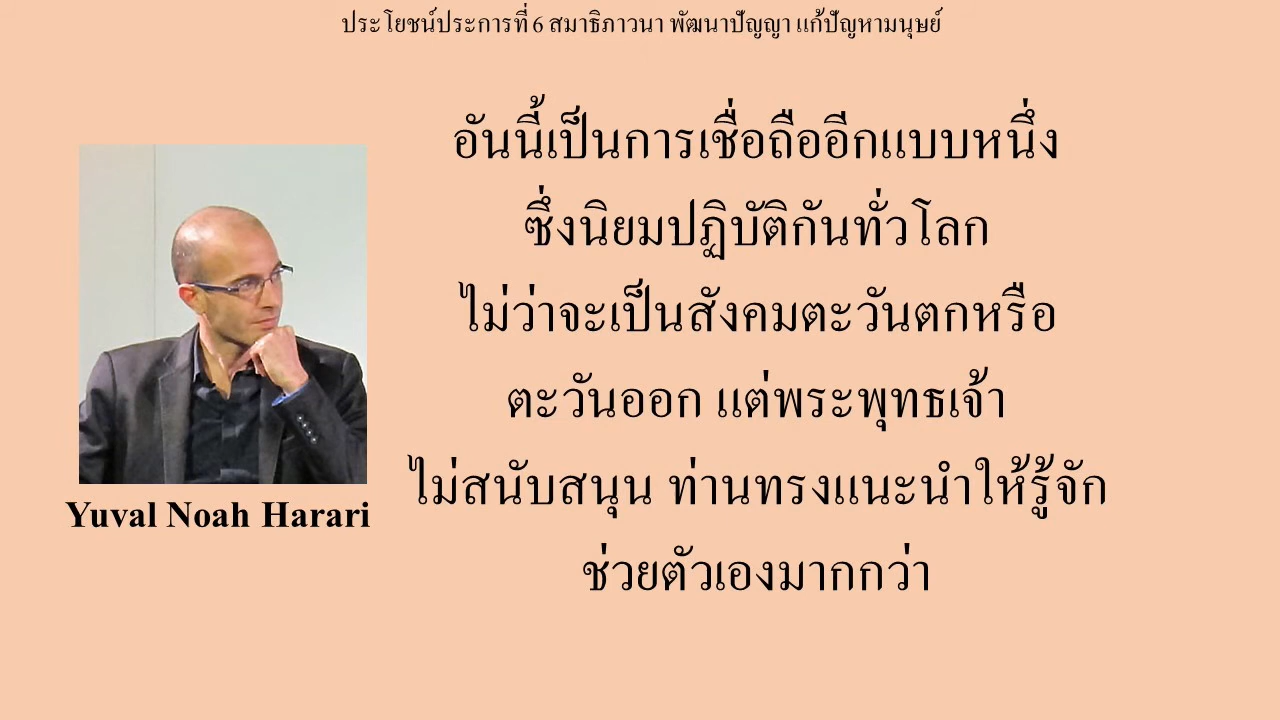 ประโยชน์ประการที่ 6 สมาธิภาวนา พัฒนาปัญญา แก้ปัญหามนุษย์
อันนี้เป็นการเชื่อถืออีกแบบหนึ่ง
ซึ่งนิยมปฏิบัติกันทั่วโลก
ไม่ว่าจะเป็นสังคมตะวันตกหรือ
ตะวันออก แต่พระพุทธเจ้า
ไม่สนับสนุน ท่านทรงแนะนำให้รู้จัก
ช่วยตัวเองมากกว่า
Yuval Noah Harari